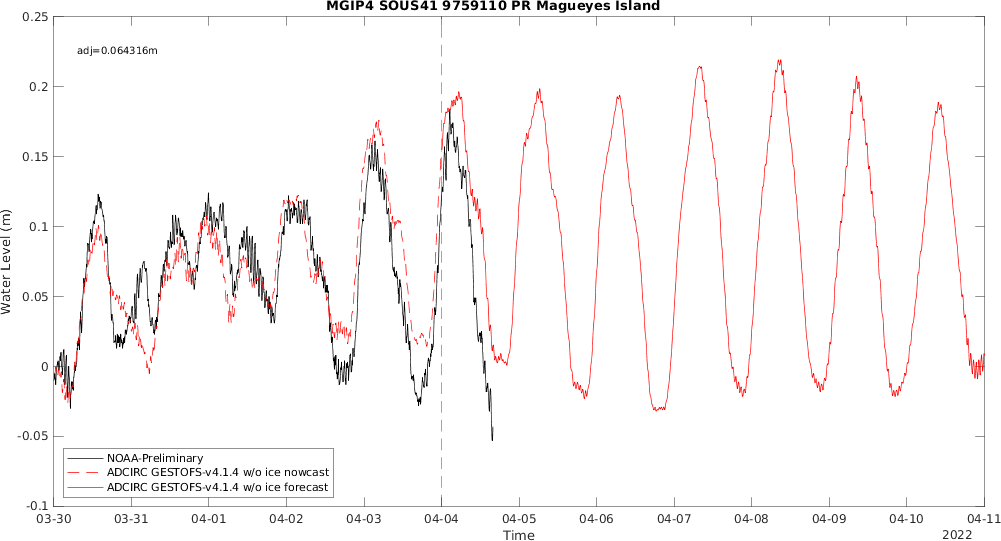 MGIP4 SOUS41 9759110 PR Magueyes Island
adj=0.064316m
0.25
0.2
0.15
0.1
0.05
0
-0.05
-0.1
Water Level (m)
NOAA-Preliminary
ADCIRC GESTOFS-v4.1.4 w/o ice nowcast
ADCIRC GESTOFS-v4.1.4 w/o ice forecast
03-30 03-31 04-01 04-02 04-03 04-04 04-05 04-06 04-07 04-08 04-09 04-10 04-11
Time
2022